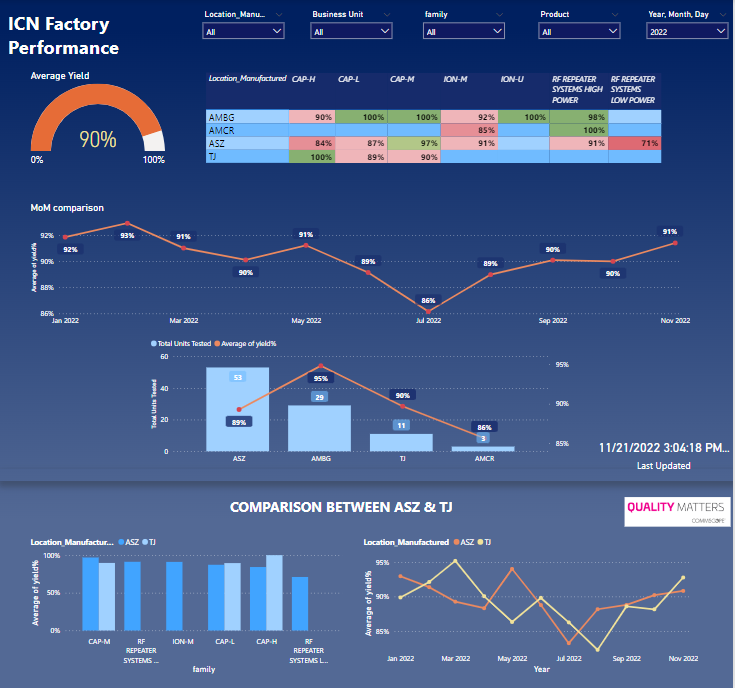 ICN Factory
Performance
Location_Manu...
All
Business Unit
All
family
All
Product
All
Year, Month, Day
2022
Average Yield
90%
0%
100%
Location_Manufactured CAP-H CAP-L CAP-M ION-M ION-U RF REPEATER SYSTEMS HIGH POWER RF REPEATER SYSTEMS LOW POWER
AMBG 90% 100% 100% 92% 100% 98%
AMCR 85% 100%
ASZ 84% 87% 97% 91% 91% 71%
TJ 100% 89% 90%
MoM comparison
Average of yield%
92%
90%
88%
86%
92%
93%
91%
90%
91%
89%
86%
89%
90%
90%
91%
Jan 2022 Mar 2022 May 2022 Jul 2022 Sep 2022 Nov 2022
Total Units Tested Average of yield%
Total Units Tested
60
40
20
0
95%
90%
85%
53
89%
95%
29
90%
11
86%
3
ASZ AMBG TJ AMCR
11/21/2022 3:04:18 PM...
Last Updated
COMPARISON BETWEEN ASZ & TJ
QUALITY MATTERS
COMMSCOPE
Location_Manufactur... ASZ TJ
Average of yield%
100%
50%
0%
CAP-M RF REPEATER SYSTEMS ... ION-M CAP-L CAP-H RF REPEATER SYSTEMS L...
family
Location_Manufactured ASZ TJ
Average of yield%
95%
90%
85%
Jan 2022 Mar 2022 May 2022 Jul 2022 Sep 2022 Nov 2022
Year